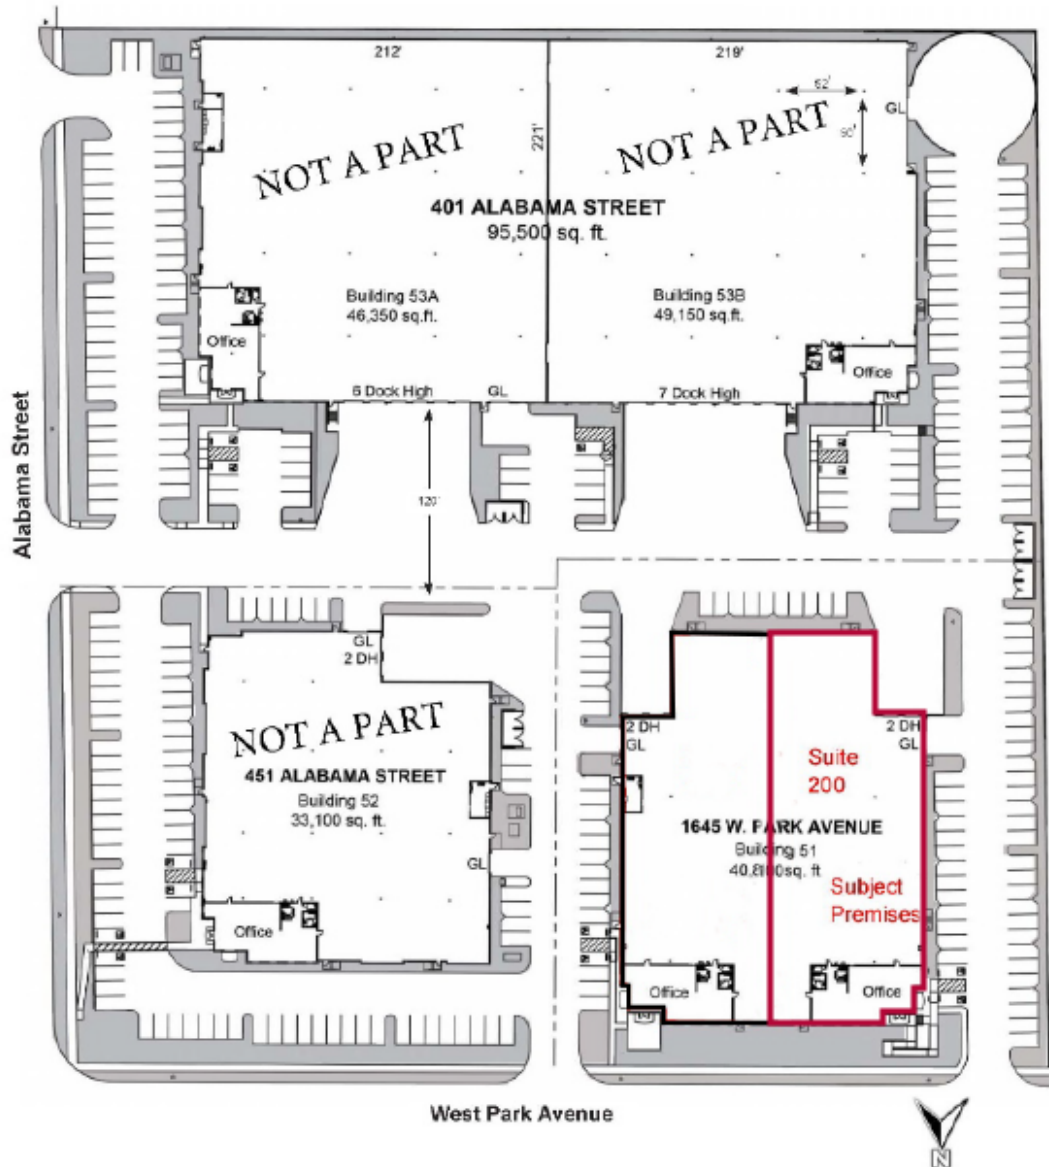 212'
219'
52'
GL
50'
221'
NOT A PART
NOT A PART
401 ALABAMA STREET
95,500 sq. ft.
Building 53A
46,350 sq.ft.
Building 53B
49,150 sq.ft.
Office
Office
6 Dock High
GL
7 Dock High
Alabama Street
120'
GL
2 DH
NOT A PART
451 ALABAMA STREET
Building 52
33,100 sq. ft.
GL
Office
2 DH
GL
2 DH
GL
Suite
200
1645 W. PARK AVENUE
Building 51
sq. ft
Subject
Premises
Office
Office
West Park Avenue
N